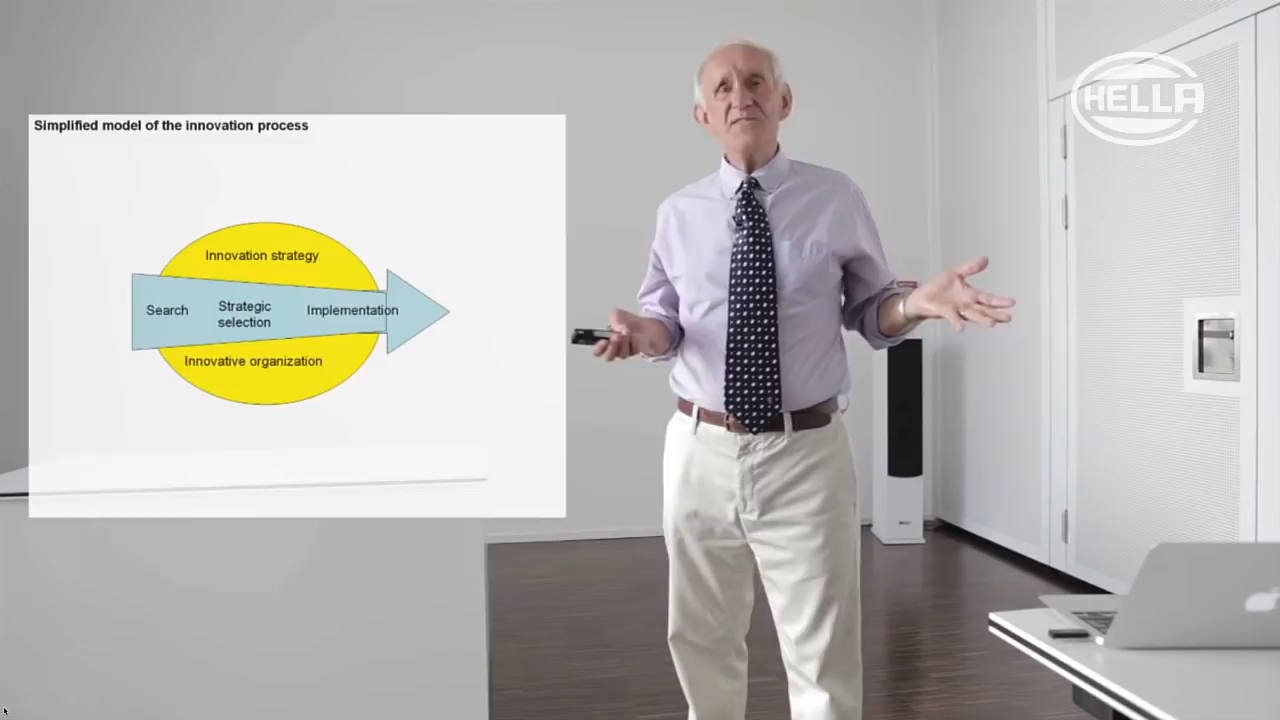 Simplified model of the innovation process
Innovation strategy
Search
Strategic
selection
Implementation
Innovative organization
HELLA